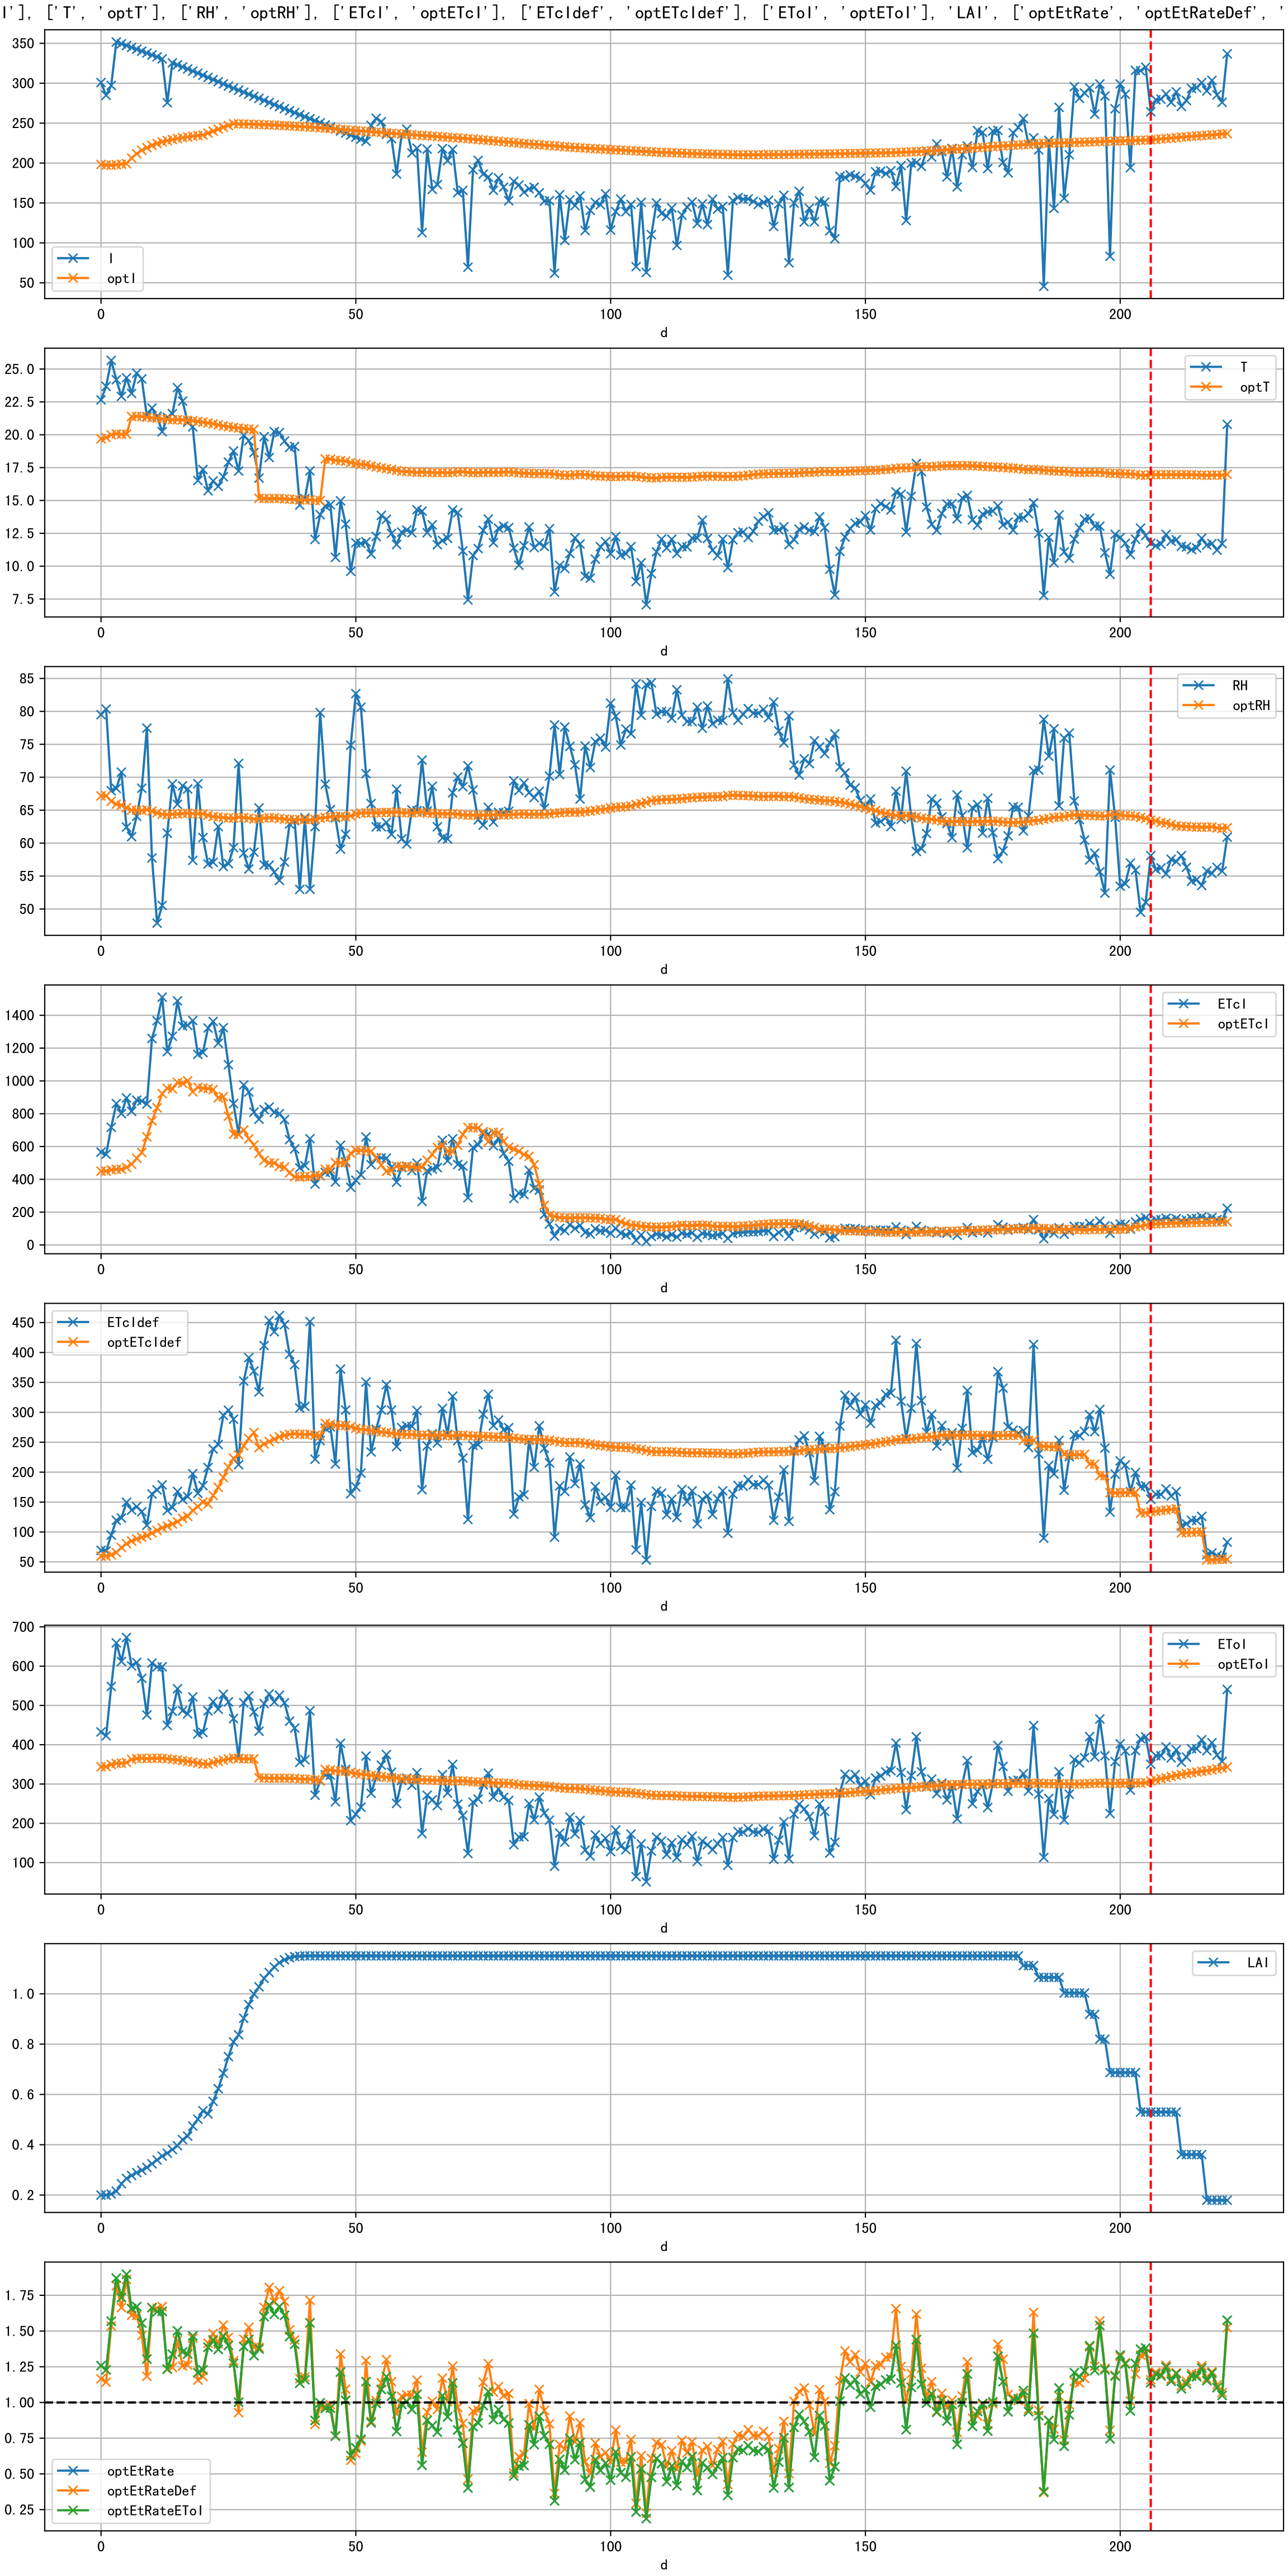 I'], ['T', 'optT'], ['RH', 'optRH'], ['ETcI', 'optETcI'], ['ETcIdef', 'optETcIdef'], ['EToI', 'optEToI'], 'LAI', ['optEtRate', 'optEtRateDef', '
350
300
250
200
150
100
50
I
optI
0 50 100 150 200
d
25.0
22.5
20.0
17.5
15.0
12.5
10.0
7.5
T
optT
0 50 100 150 200
d
85
80
75
70
65
60
55
50
RH
optRH
0 50 100 150 200
d
1400
1200
1000
800
600
400
200
0
ETcI
optETcI
0 50 100 150 200
d
450
400
350
300
250
200
150
100
50
ETcIdef
optETcIdef
0 50 100 150 200
d
700
600
500
400
300
200
100
EToI
optEToI
0 50 100 150 200
d
1.0
0.8
0.6
0.4
0.2
LAI
0 50 100 150 200
d
1.75
1.50
1.25
1.00
0.75
0.50
0.25
optEtRate
optEtRateDef
optEtRateEToI
0 50 100 150 200
d